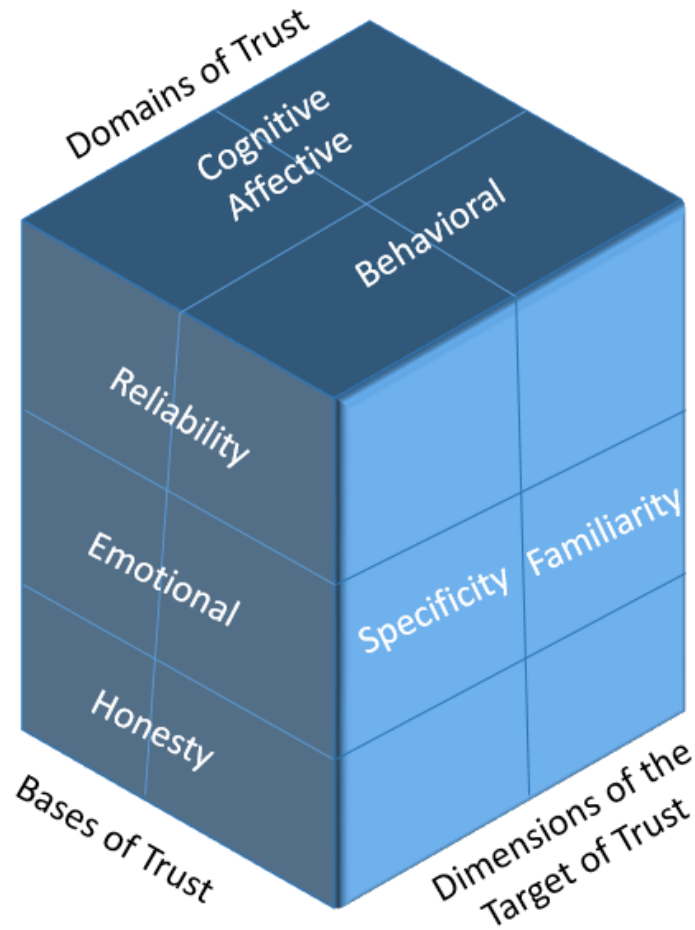 Domains of Trust
Cognitive
Affective
Behavioral
Reliability
Emotional
Honesty
Bases of Trust
Specificity
Familiarity
Dimensions of the
Target of Trust